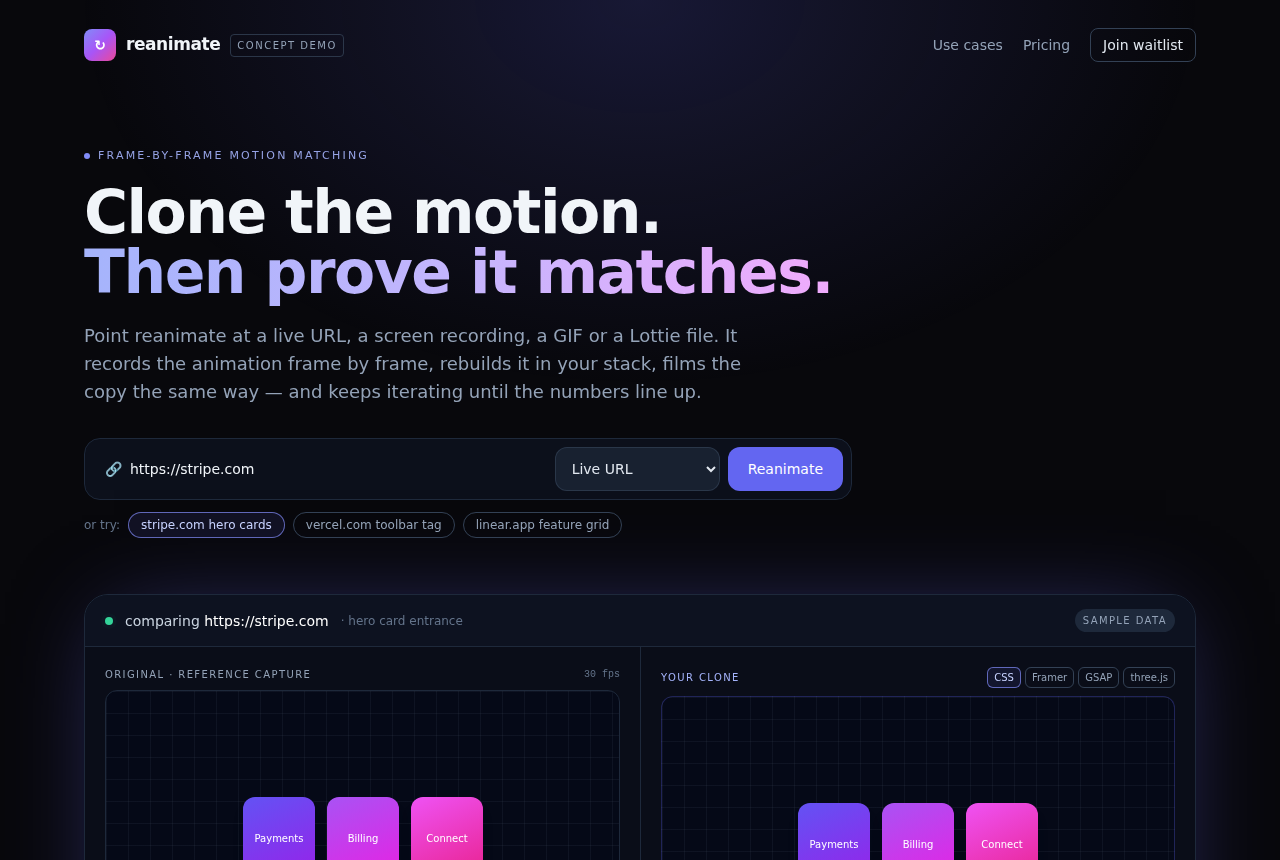 reanimate CONCEPT DEMO
Use cases Pricing Join waitlist
FRAME-BY-FRAME MOTION MATCHING
Clone the motion.
Then prove it matches.
Point reanimate at a live URL, a screen recording, a GIF or a Lottie file. It
records the animation frame by frame, rebuilds it in your stack, films the
copy the same way — and keeps iterating until the numbers line up.
https://stripe.com Live URL Reanimate
or try: stripe.com hero cards vercel.com toolbar tag linear.app feature grid
comparing https://stripe.com · hero card entrance SAMPLE DATA
ORIGINAL · REFERENCE CAPTURE 30 fps
YOUR CLONE CSS Framer GSAP three.js
Payments Billing Connect
Payments Billing Connect